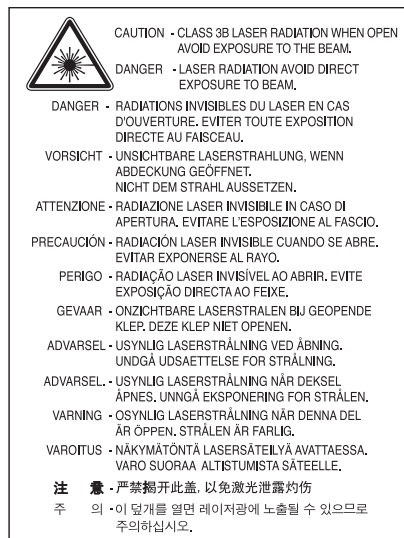 CAUTION - CLASS 3B LASER RADIATION WHEN OPEN
AVOID EXPOSURE TO THE BEAM.
DANGER - LASER RADIATION AVOID DIRECT
EXPOSURE TO BEAM.
DANGER - RADIATIONS INVISIBLES DU LASER EN CAS
D'OUVERTURE. EVITER TOUTE EXPOSITION
DIRECTE AU FAISCEAU.
VORSICHT - UNSICHTBARE LASERSTRAHLUNG, WENN
ABDECKUNG GEÖFFNET.
NICHT DEM STRAHL AUSSETZEN.
ATTENZIONE - RADIAZIONE LASER INVISIBILE IN CASO DI
APERTURA. EVITARE L'ESPOSIZIONE AL FASCIO.
PRECAUCIÓN - RADIACIÓN LASER INVISIBLE CUANDO SE ABRE.
EVITAR EXPONERSE AL RAYO.
PERIGO - RADIAÇÃO LASER INVISÍVEL AO ABRIR. EVITE
EXPOSIÇÃO DIRECTA AO FEIXE.
GEVAAR - ONZICHTBARE LASERSTRALEN BIJ GEOPENDE
KLEP. DEZE KLEP NIET OPENEN.
ADVARSEL - USYNLIG LASERSTRÅLNING VED ÅBNING.
UNDGÅ UDSAETTELSE FOR STRÅLNING.
ADVARSEL. - USYNLIG LASERSTRÅLNING NÅR DEKSEL
ÅPNES. UNNGÅ EKSPONERING FOR STRÅLEN.
VARNING - OSYNLIG LASERSTRÅLNING NÄR DENNA DEL
ÄR ÖPPEN. STRÅLEN ÄR FARLIG.
VAROITUS - NÄKYMÄTÖNTÄ LASERSÄTEILYÄ AVATTAESSA.
VARO SUORAA ALTISTUMISTA SÄTEELLE.
注 意 - 严禁揭开此盖, 以免激光泄露灼伤
주 의 - 이 덮개를 열면 레이저광에 노출될 수 있으므로
주의하십시오.